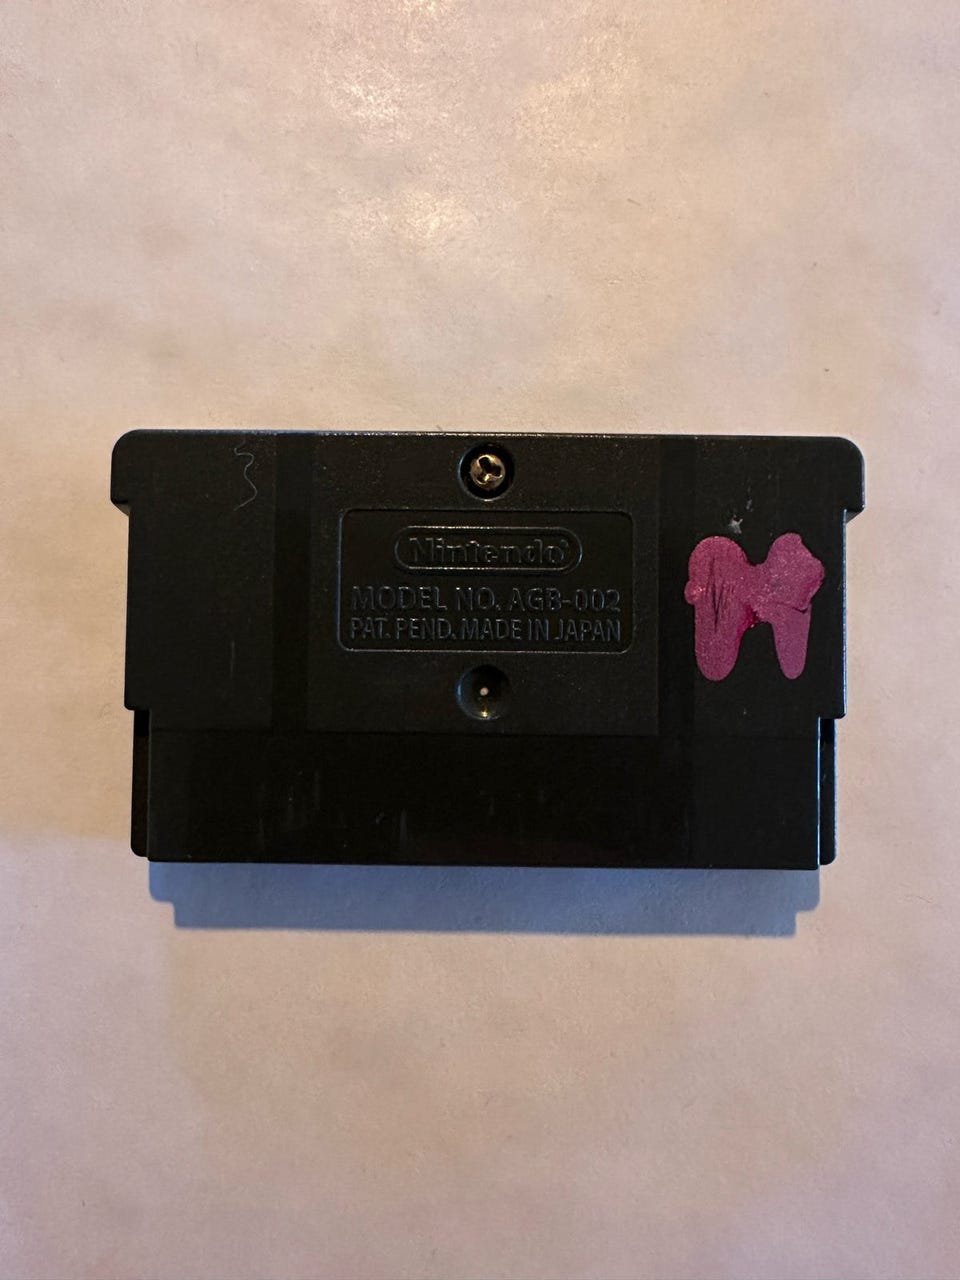 Nintendo®
MODEL NO. AGB-002
PAT. PEND. MADE IN JAPAN